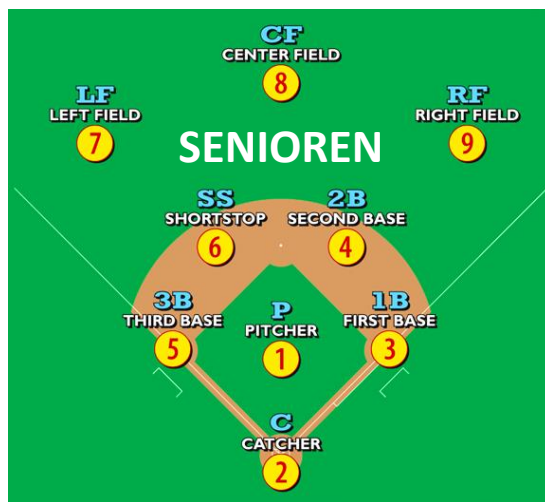 CF
CENTER FIELD
8
LF
LEFT FIELD
7
RF
RIGHT FIELD
9
SENIOREN
SS
SHORTSTOP
6
2B
SECOND BASE
4
3B
THIRD BASE
5
P
PITCHER
1
1B
FIRST BASE
3
C
CATCHER
2